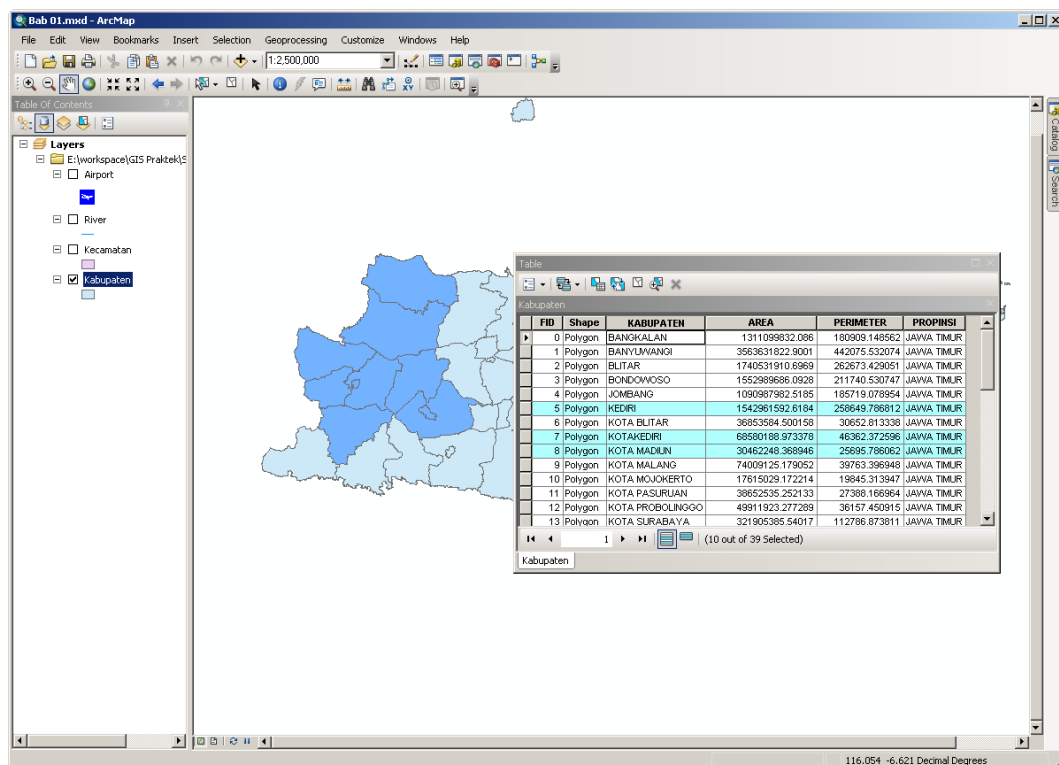 Bab 01.mxd - ArcMap
File Edit View Bookmarks Insert Selection Geoprocessing Customize Windows Help
1:2,500,000
Table Of Contents
Layers
E:\workspace\GIS Praktek\S
Airport
River
Kecamatan
Kabupaten
Catalog
Search
Table
Kabupaten
FID Shape KABUPATEN AREA PERIMETER PROPINSI
0 Polygon BANGKALAN 1311099832.086 180909.148562 JAWA TIMUR
1 Polygon BANYUWANGI 3563631822.9001 442075.532074 JAWA TIMUR
2 Polygon BLITAR 1740531910.6969 262673.429051 JAWA TIMUR
3 Polygon BONDOWOSO 1552989686.0928 211740.530747 JAWA TIMUR
4 Polygon JOMBANG 1090987982.5185 185719.078954 JAWA TIMUR
5 Polygon KEDIRI 1542961592.6184 258649.786812 JAWA TIMUR
6 Polygon KOTA BLITAR 36853584.500158 30652.813338 JAWA TIMUR
7 Polygon KOTAKEDIRI 68580188.973378 46362.372596 JAWA TIMUR
8 Polygon KOTA MADIUN 30462248.368946 25695.786062 JAWA TIMUR
9 Polygon KOTA MALANG 74009125.179052 39763.396948 JAWA TIMUR
10 Polygon KOTA MOJOKERTO 17615029.172214 19845.313947 JAWA TIMUR
11 Polygon KOTA PASURUAN 38652535.252133 27388.166964 JAWA TIMUR
12 Polygon KOTA PROBOLINGGO 49911923.277289 36157.450915 JAWA TIMUR
13 Polygon KOTA SURABAYA 321905385.54017 112786.873811 JAWA TIMUR
1 (10 out of 39 Selected)
Kabupaten
116.054 -6.621 Decimal Degrees